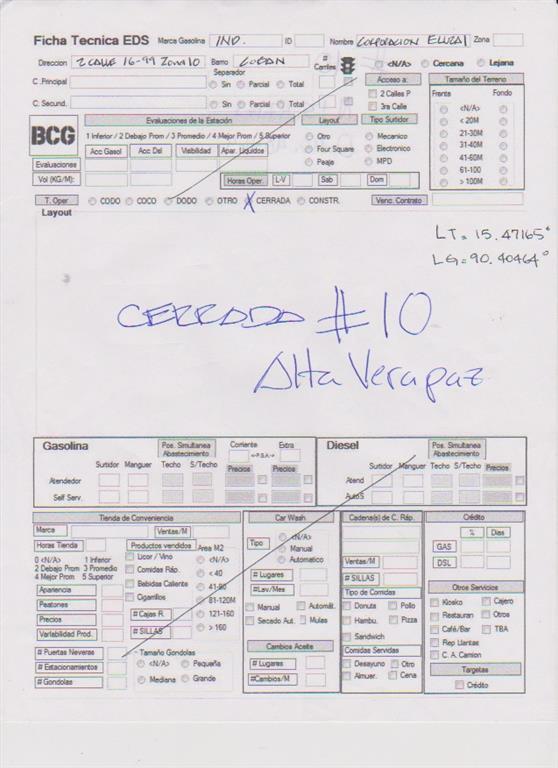 Ficha Tecnica EDS Marca Gasolina IND. ID Nombre CORPORACION Zona
Direccion 2 CALLE 16-99 ZONA 10 Barrio COBAN # Carriles <N/A> Cercana Lejana
Separador
C .Principal Sin Parcial Total
C. Secund. Sin Parcial Total
Acceso a:
2 Calles P
3ra Calle
Tamaño del Terreno
Frente Fondo
<N/A>
< 20M
21-30M
31-40M
41-60M
61-100
> 100M
BCG
Evaluaciones de la Estación
1 Inferior / 2 Debajo Prom / 3 Promedio / 4 Mejor Prom / 5 Superior
Acc Gasol Acc Del Visibilidad Apar. Liquidos
Evaluaciones
Vol (KG/M):
Layout
Otro
Four Square
Peaje
Tipo Surtidor
Mecanico
Electronico
MPD
Horas Oper. L-V Sab Dom
T. Oper CODO COCO DODO OTRO X CERRADA CONSTR. Venc. Contrato
Layout
LT= 15.47165°
LG=90.40464°
CERRADO #10
Alta Verapaz
Gasolina
Pos. Simultanea Abastecimiento
Corriente Extra
<-P.S/A->
Surtidor Manguer Techo S/Techo Precios Precios
Atendedor
Self Serv.
Diesel
Pos. Simultanea Abastecimiento
Surtidor Manguer Techo S/Techo Precios
Atend
AutoS
Tienda de Conveniencia
Marca Ventas/M
Horas Tienda
0 <N/A> 1 Inferior
2 Debajo Prom 3 Promedio
4 Mejor Prom 5 Superior
Apariencia
Peatones
Precios
Variabilidad Prod.
# Puertas Neveras
# Estacionamientos
# Gondolas
Productos vendidos
Licor / Vino
Comidas Ráp.
Bebidas Caliente
Cigarrillos
# Cajas R.
# SILLAS
Area M2
<N/A>
< 40
41-80
81-120M
121-160
> 160
Tamaño Gondolas
<N/A> Pequeña
Mediana Grande
Car Wash
Tipo
<N/A>
Manual
Automatico
# Lugares
#Lav/Mes
Manual Automát.
Secado Aut. Mulas
Cambios Aceite
# Lugares
#Cambios/M
Cadena(s) de C. Ráp.
Ventas/M
# SILLAS
Tipo de Comidas
Donuts Pollo
Hambu. Pizza
Sandwich
Comidas Servidas
Desayuno Otro
Almuer. Cena
Crédito
% Dias
GAS
DSL
Otros Servicios
Kiosko Cajero
Restauran Otros
Café/Bar TBA
Rep Llantas
C. A. Camion
Targetas
Crédito